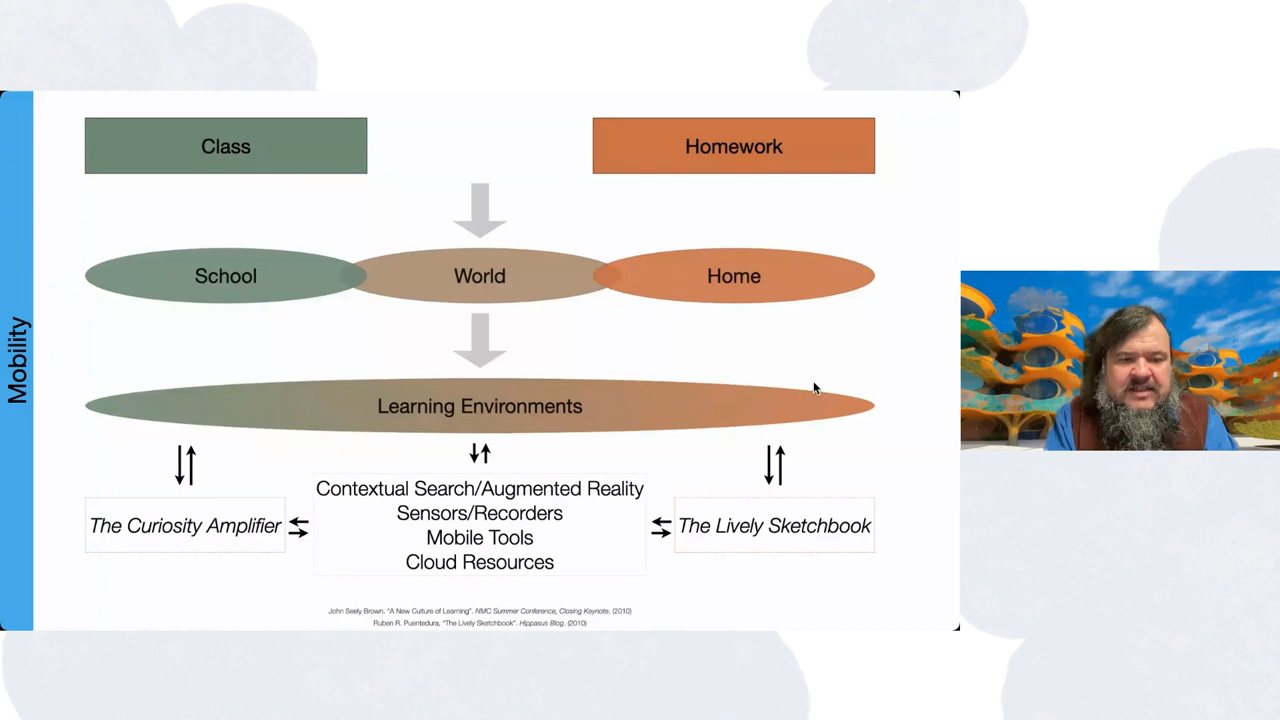 Mobility
Class
Homework
School
World
Home
Learning Environments
The Curiosity Amplifier
Contextual Search/Augmented Reality
Sensors/Recorders
Mobile Tools
Cloud Resources
The Lively Sketchbook
John Seely Brown, "A New Culture of Learning". NMC Summer Conference, Closing Keynote. (2010)
Ruben R. Puentedura, "The Lively Sketchbook". Hippasus Blog. (2010)